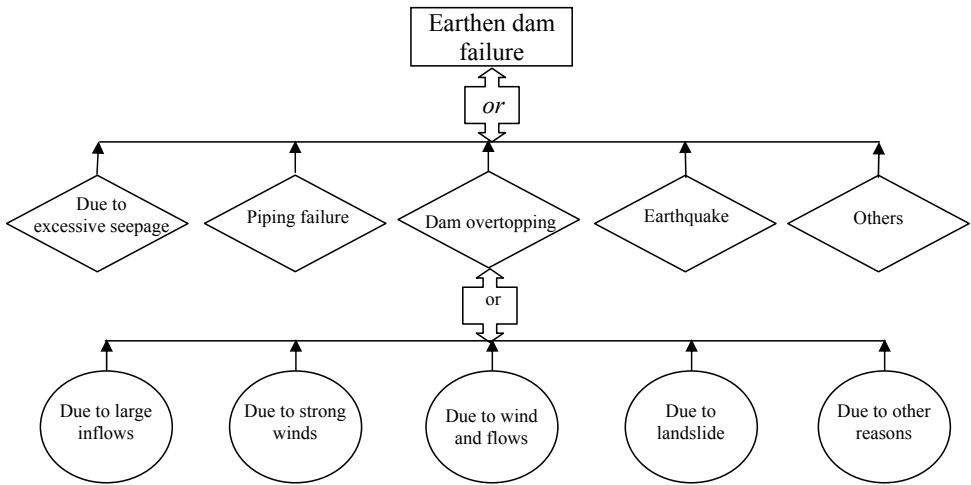 Earthen dam
failure
or
Due to
excessive seepage
Piping failure
Dam overtopping
Earthquake
Others
or
Due to large
inflows
Due to strong
winds
Due to wind
and flows
Due to
landslide
Due to other
reasons